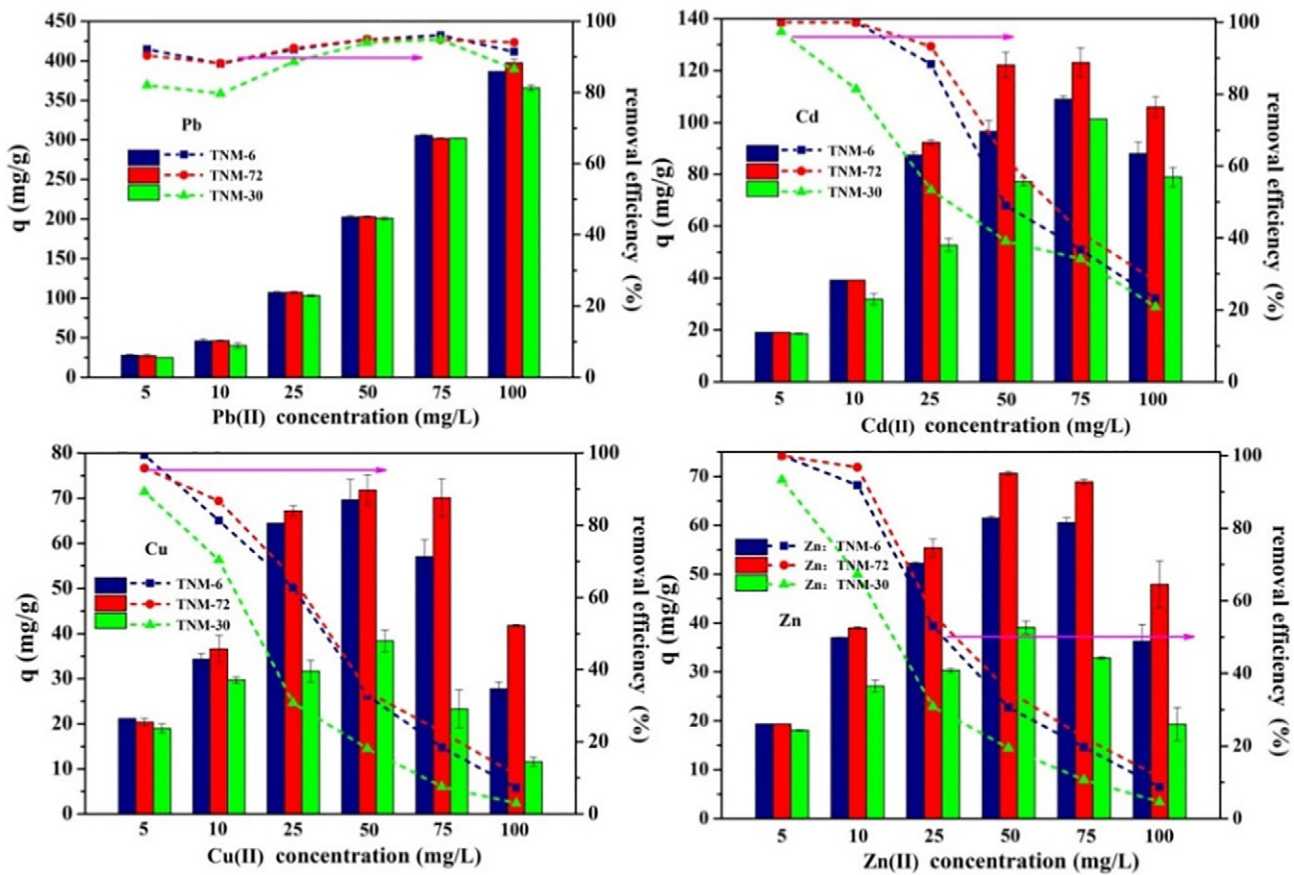 450
400
350
300
250
200
150
100
50
0
q (mg/g)
100
80
60
40
20
0
removal efficiency (%)
Pb
TNM-6
TNM-72
TNM-30
5 10 25 50 75 100
Pb(II) concentration (mg/L)
140
120
100
80
60
40
20
0
q (mg/g)
100
80
60
40
20
0
removal efficiency (%)
Cd
TNM-6
TNM-72
TNM-30
5 10 25 50 75 100
Cd(II) concentration (mg/L)
80
70
60
50
40
30
20
10
0
q (mg/g)
100
80
60
40
20
0
removal efficiency (%)
Cu
TNM-6
TNM-72
TNM-30
5 10 25 50 75 100
Cu(II) concentration (mg/L)
70
60
50
40
30
20
10
0
q (mg/g)
100
80
60
40
20
0
removal efficiency (%)
Zn: TNM-6
Zn: TNM-72
Zn: TNM-30
Zn
5 10 25 50 75 100
Zn(II) concentration (mg/L)